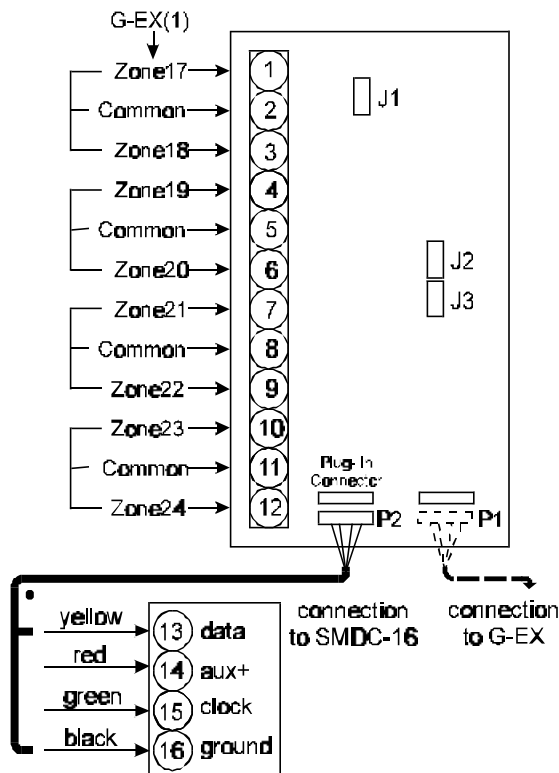 G-EX(1)
Zone17 1
J1
Common 2
Zone18 3
Zone19 4
Common 5
J2
Zone20 6
J3
Zone21 7
Common 8
Zone22 9
Zone23 10
Common 11
Plug-In
Connector
Zone24 12
P2 P1
connection
to SMDC-16
connection
to G-EX
yellow 13 data
red 14 aux+
green 15 clock
black 16 ground